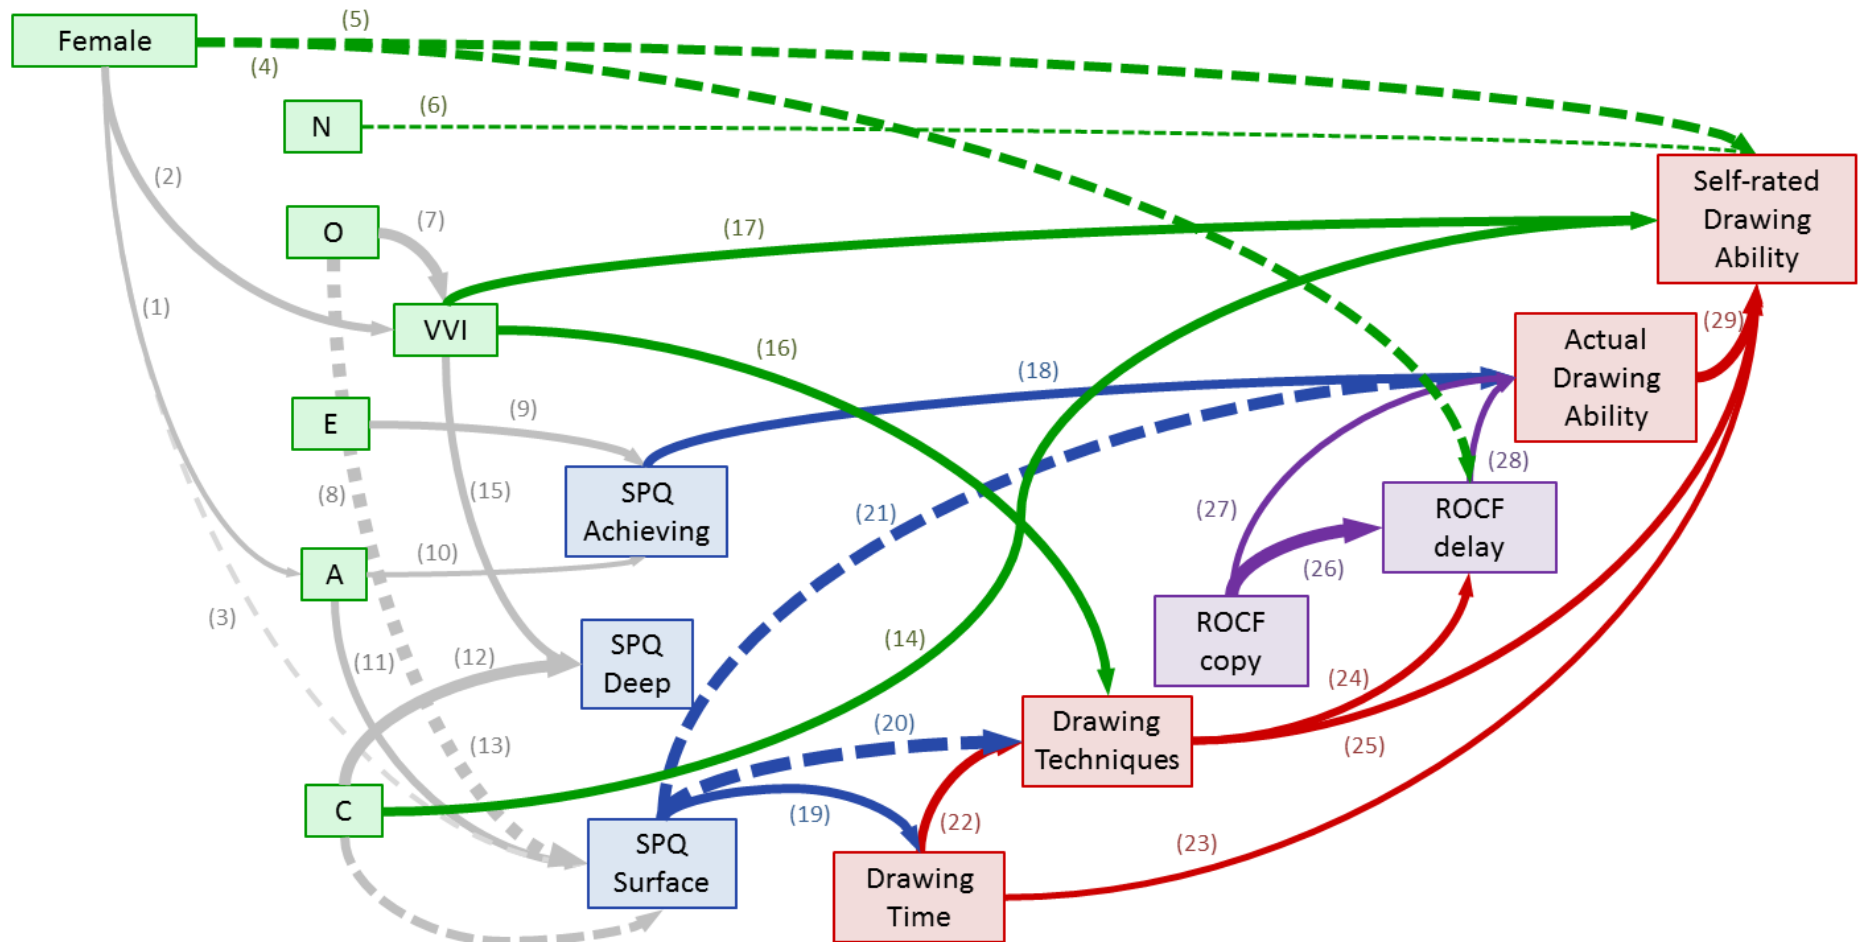 Female
(5)
(4)
N
(6)
Self-rated
Drawing
Ability
(2)
O
(7)
(17)
(1)
VVI
(16)
Actual
Drawing
Ability
(29)
(18)
E
(9)
(8)
(15)
SPQ
Achieving
(21)
(27)
(28)
ROCF
delay
A
(10)
(26)
(3)
(11)
(12)
SPQ
Deep
(14)
ROCF
copy
(24)
(13)
(20)
Drawing
Techniques
(25)
C
(19)
(22)
(23)
SPQ
Surface
Drawing
Time